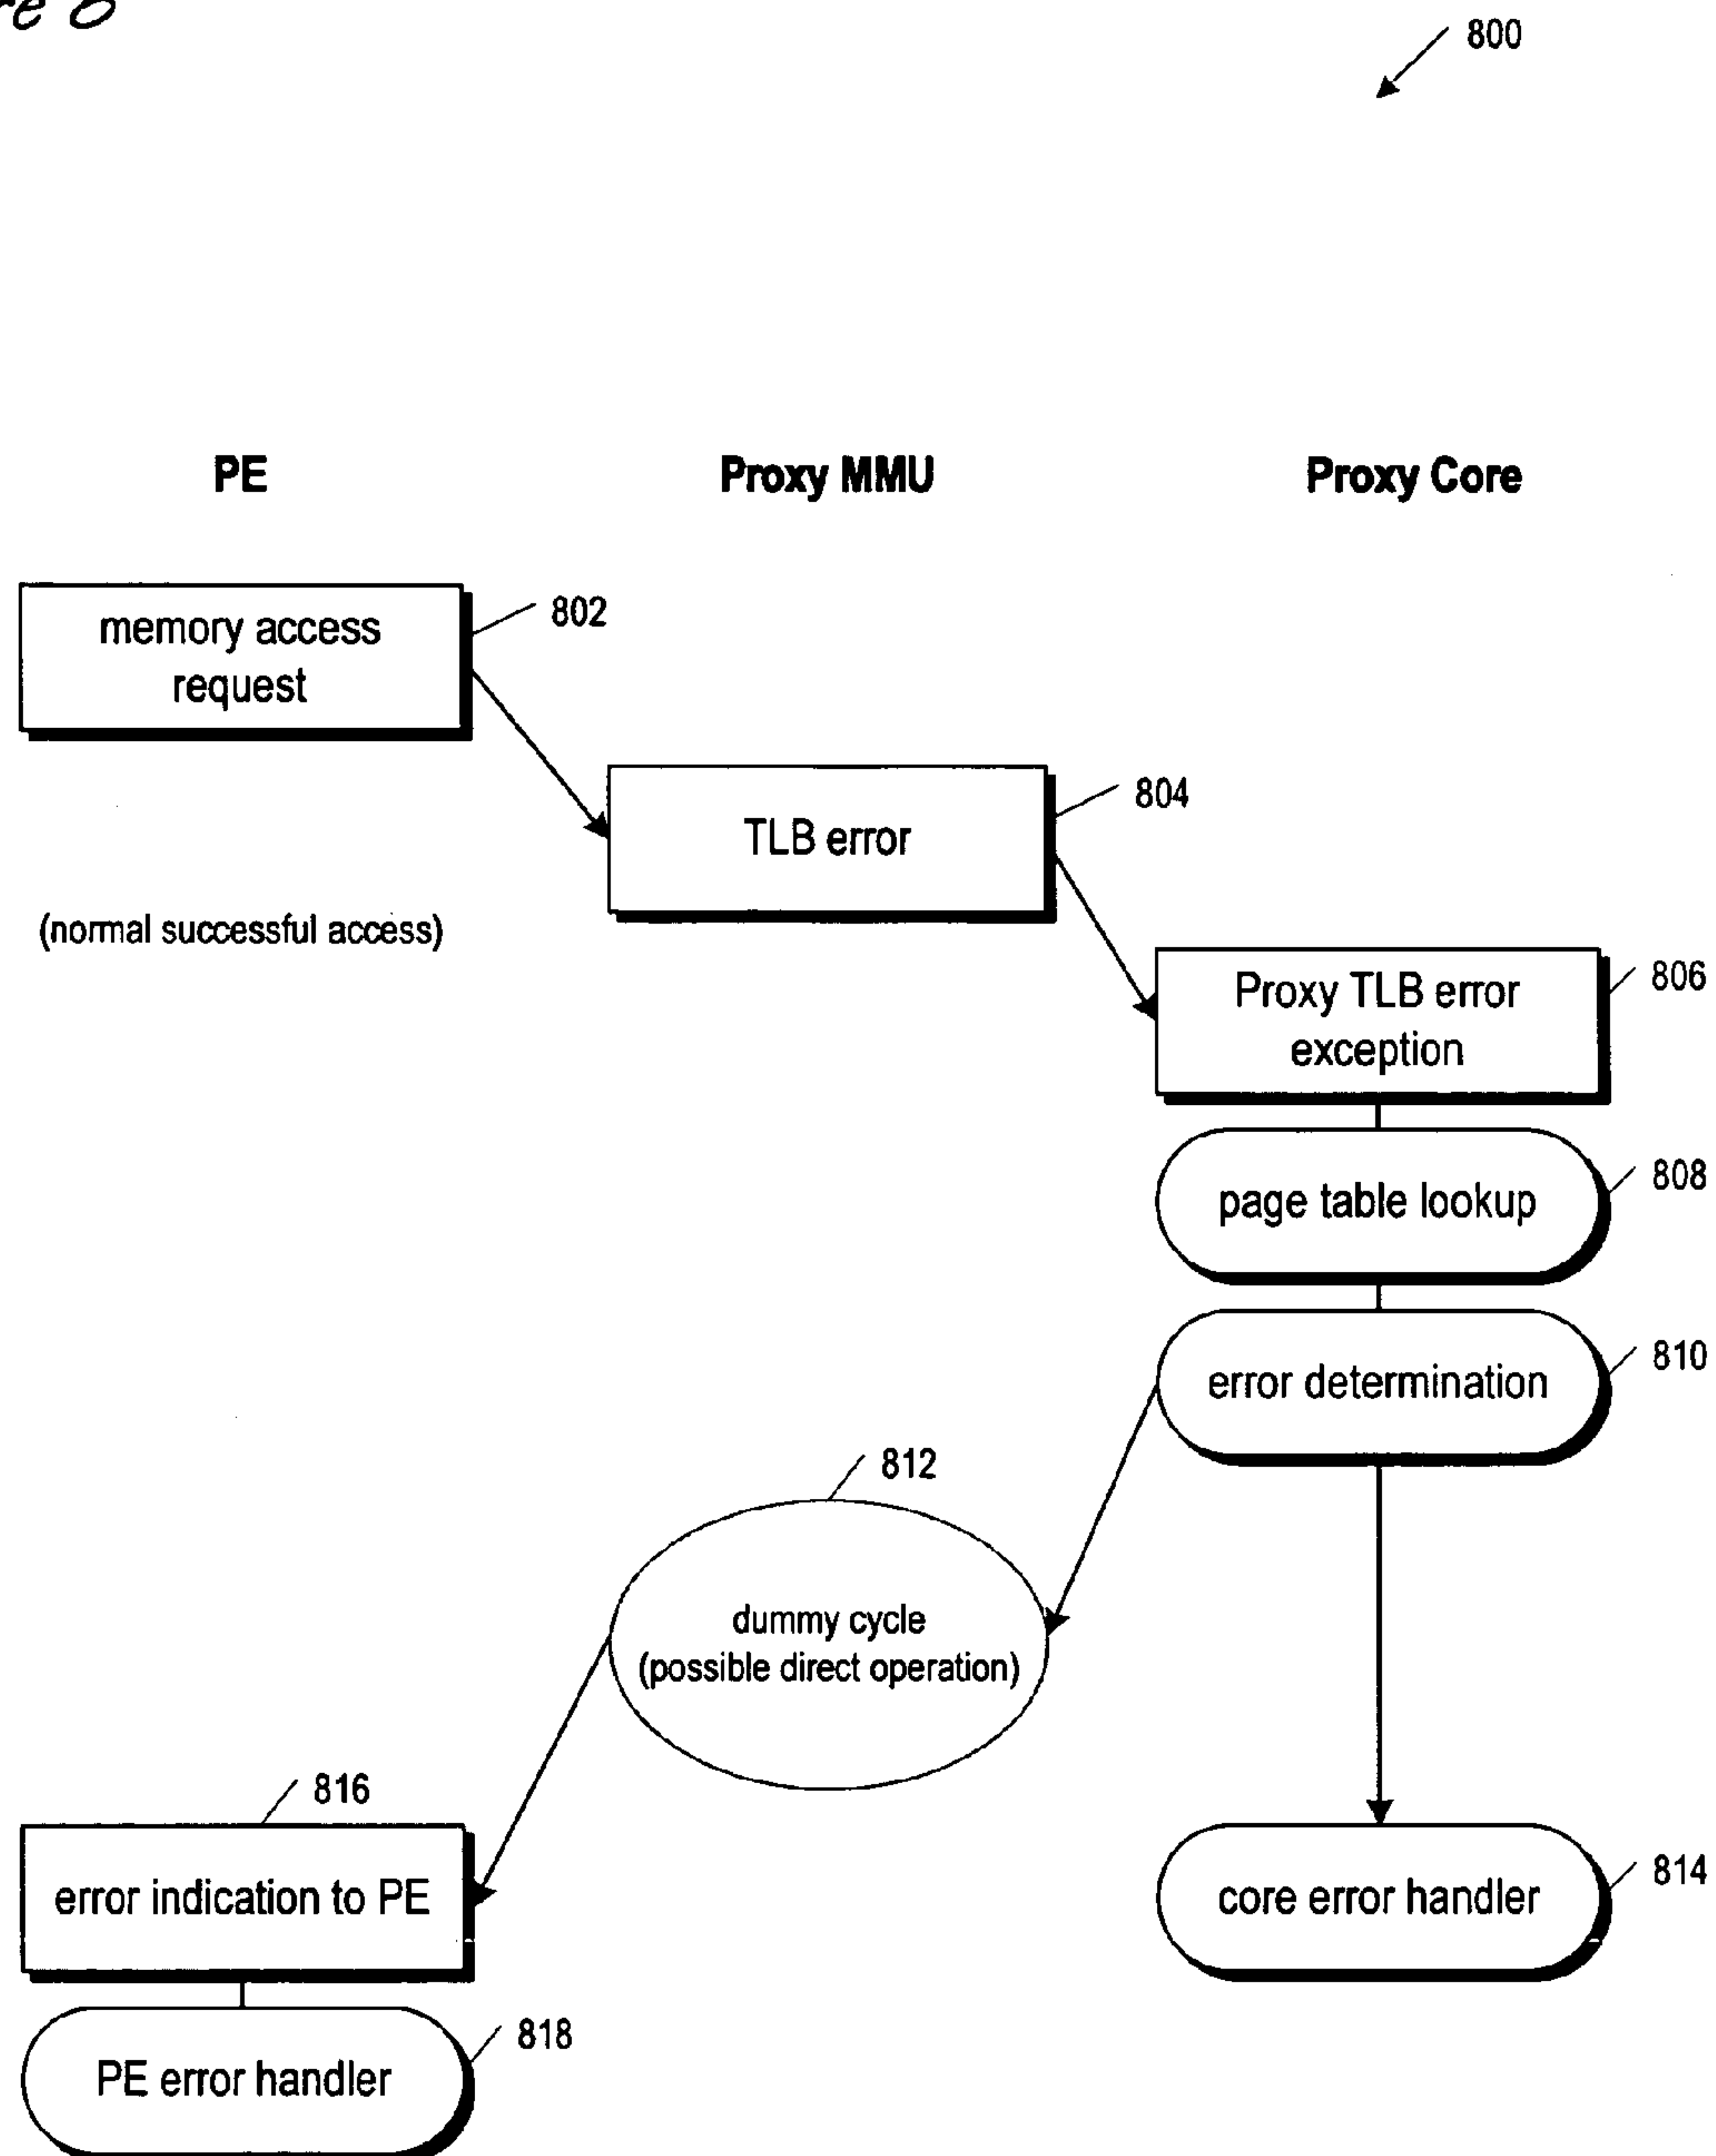 800
PE
Proxy MMU
Proxy Core
memory access
request
802
TLB error
804
(normal successful access)
Proxy TLB error
exception
806
page table lookup
808
error determination
810
812
dummy cycle
(possible direct operation)
816
error indication to PE
core error handler
814
PE error handler
818